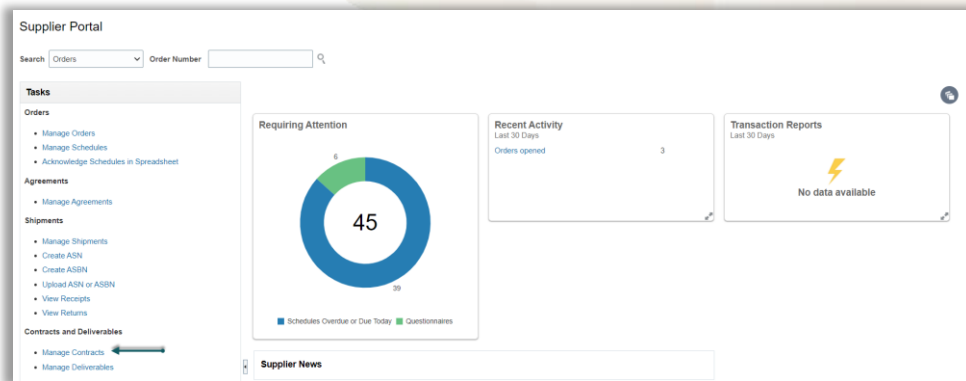 Supplier Portal
Search Orders Order Number
Tasks
Orders
Manage Orders
Manage Schedules
Acknowledge Schedules in Spreadsheet
Agreements
Manage Agreements
Shipments
Manage Shipments
Create ASN
Create ASBN
Upload ASN or ASBN
View Receipts
View Returns
Contracts and Deliverables
Manage Contracts
Manage Deliverables
Requiring Attention
6
45
39
Schedules Overdue or Due Today Questionnaires
Recent Activity
Last 30 Days
Orders opened 3
Transaction Reports
Last 30 Days
No data available
Supplier News